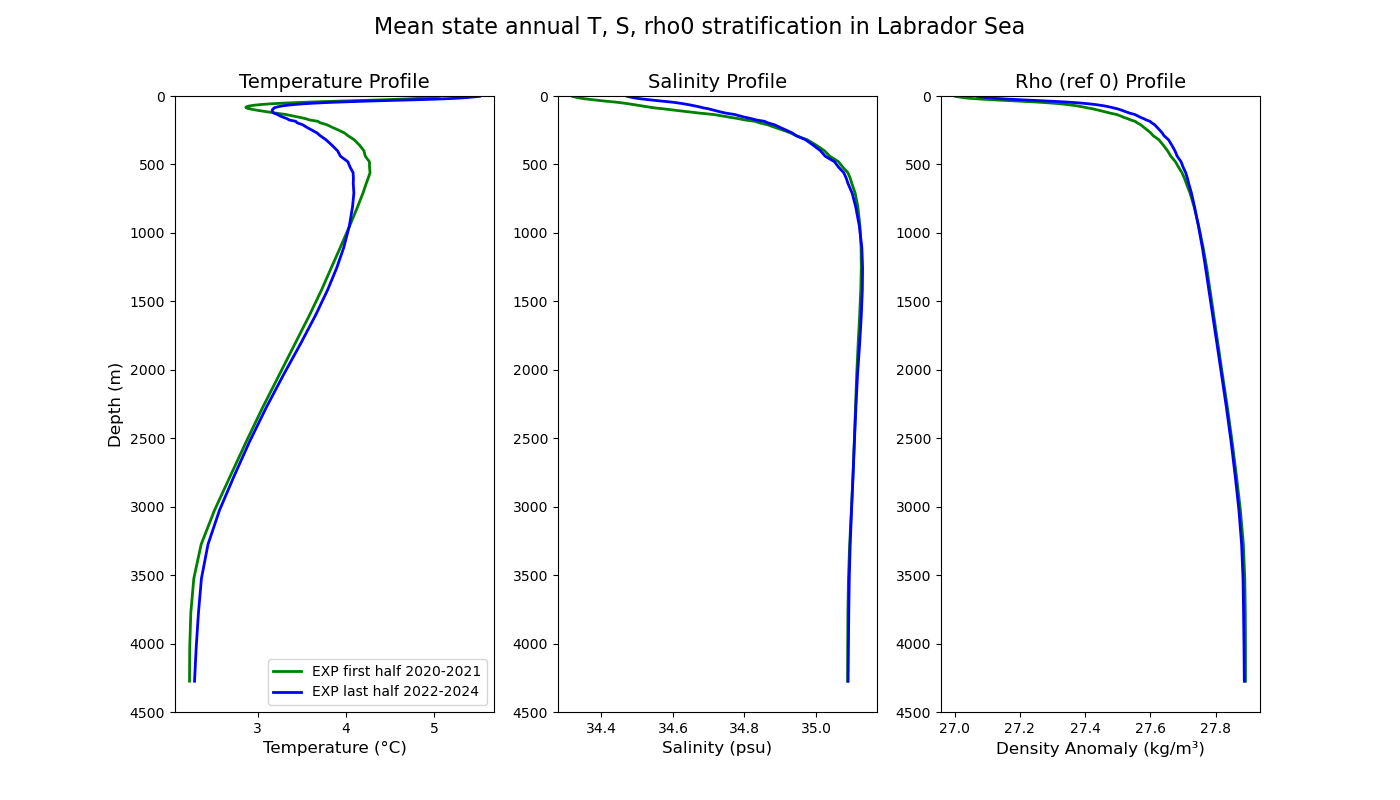 Mean state annual T, S, rho0 stratification in Labrador Sea
Temperature Profile
0
500
1000
1500
2000
2500
3000
3500
4000
4500
Depth (m)
3 4 5
Temperature (°C)
EXP first half 2020-2021
EXP last half 2022-2024
Salinity Profile
0
500
1000
1500
2000
2500
3000
3500
4000
4500
34.4 34.6 34.8 35.0
Salinity (psu)
Rho (ref 0) Profile
0
500
1000
1500
2000
2500
3000
3500
4000
4500
27.0 27.2 27.4 27.6 27.8
Density Anomaly (kg/m³)